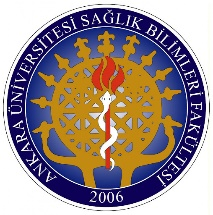 ANKARA ÜNİVERSİTESİ SAĞLIK BİLİMLERİ FAKÜLTESİ
2006